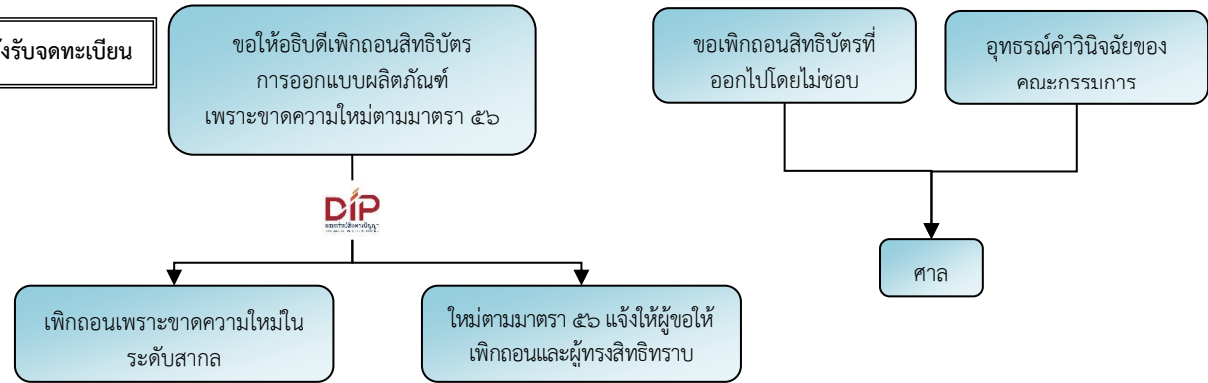 รับจดทะเบียน
ขอให้อธิบดีเพิกถอนสิทธิบัตร
การออกแบบผลิตภัณฑ์
เพราะขาดความใหม่ตามมาตรา ๕๖
ขอเพิกถอนสิทธิบัตรที่
ออกไปโดยไม่ชอบ
อุทธรณ์คำวินิจฉัยของ
คณะกรรมการ
DIP
ศาล
เพิกถอนเพราะขาดความใหม่ใน
ระดับสากล
ใหม่ตามมาตรา ๕๖ แจ้งให้ผู้ขอให้
เพิกถอนและผู้ทรงสิทธิทราบ